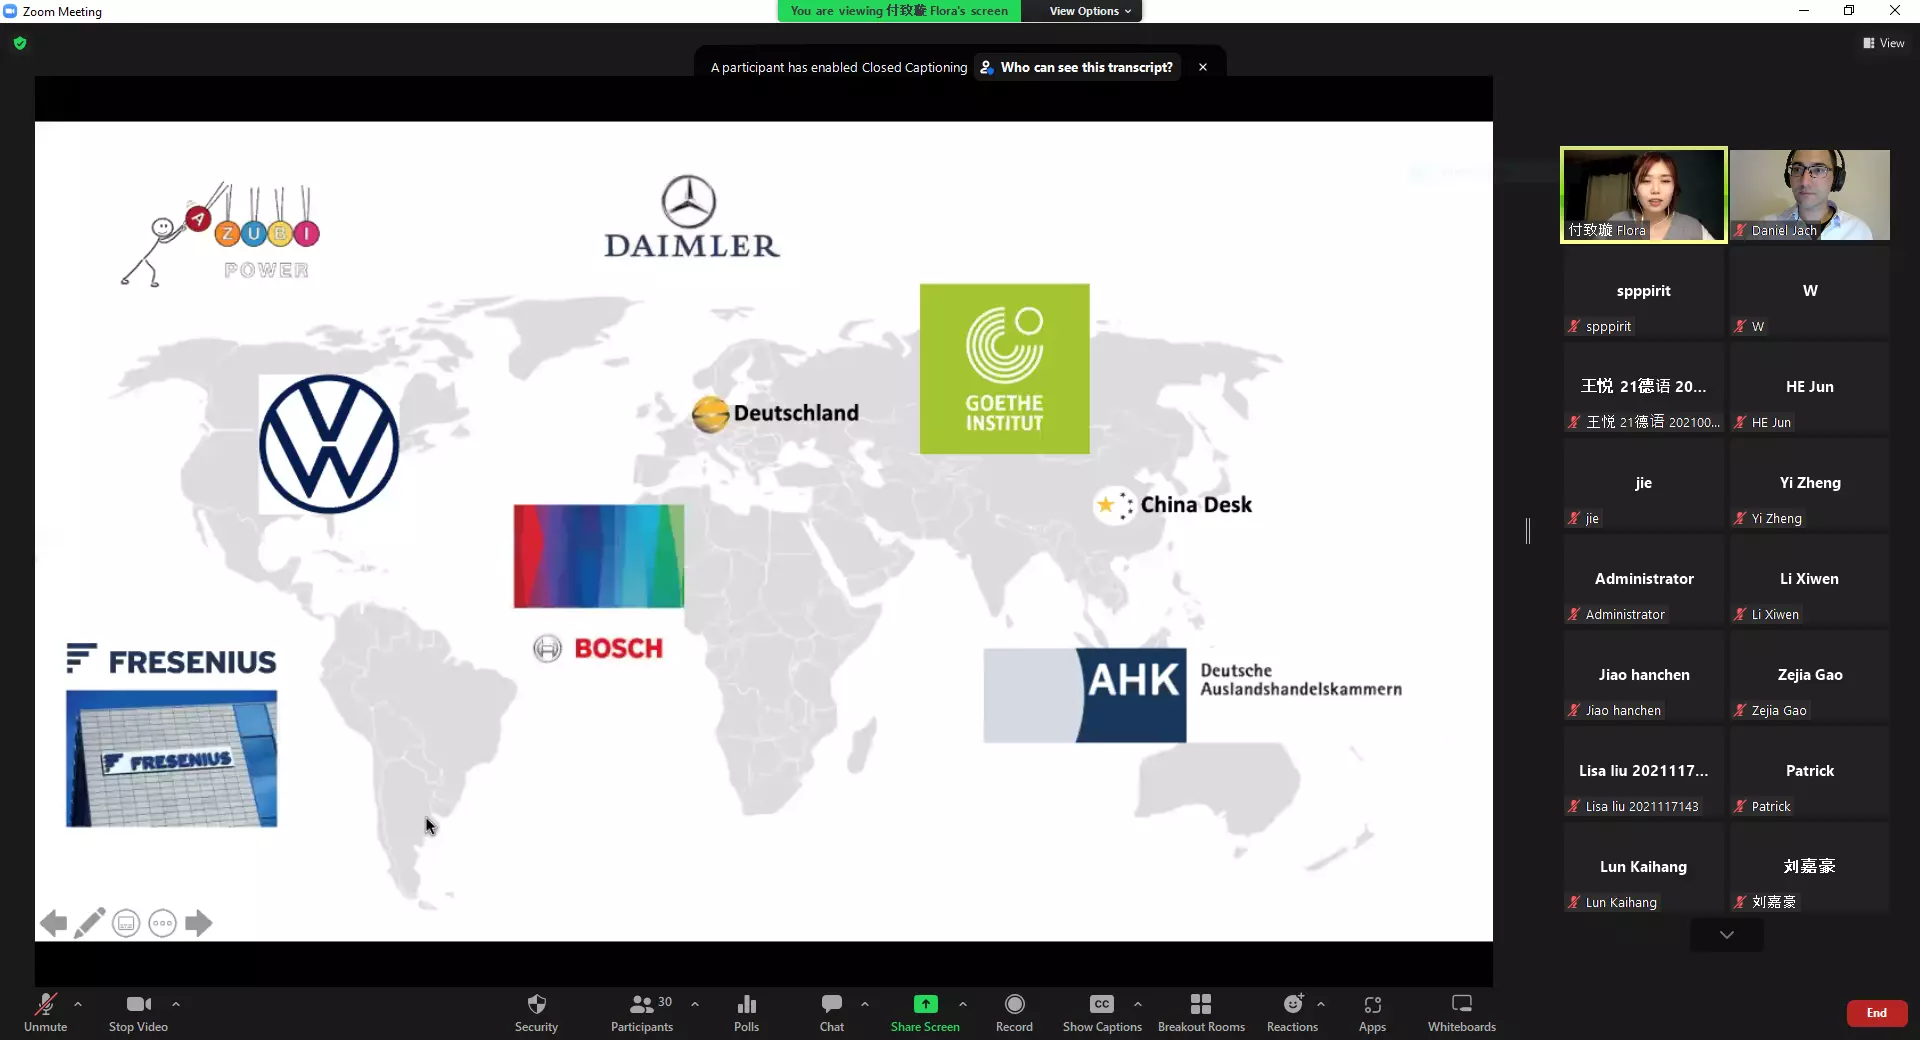 Zoom Meeting
You are viewing 付致璇 Flora's screen
View Options
View
A participant has enabled Closed Captioning
Who can see this transcript?
AZUBI
POWER
DAIMLER
GOETHE
INSTITUT
Deutschland
China Desk
BOSCH
FRESENIUS
FRESENIUS
AHK
Deutsche
Auslandshandelskammern
付致璇 Flora
Daniel Jach
spppirit
spppirit
W
W
王悦 21德语 20...
王悦 21德语 202100...
HE Jun
HE Jun
jie
jie
Yi Zheng
Yi Zheng
Administrator
Administrator
Li Xiwen
Li Xiwen
Jiao hanchen
Jiao hanchen
Zejia Gao
Zejia Gao
Lisa liu 2021117...
Lisa liu 2021117143
Patrick
Patrick
Lun Kaihang
Lun Kaihang
刘嘉豪
刘嘉豪
Unmute
Stop Video
Security
30
Participants
Polls
Chat
Share Screen
Record
CC
Show Captions
Breakout Rooms
Reactions
Apps
Whiteboards
End